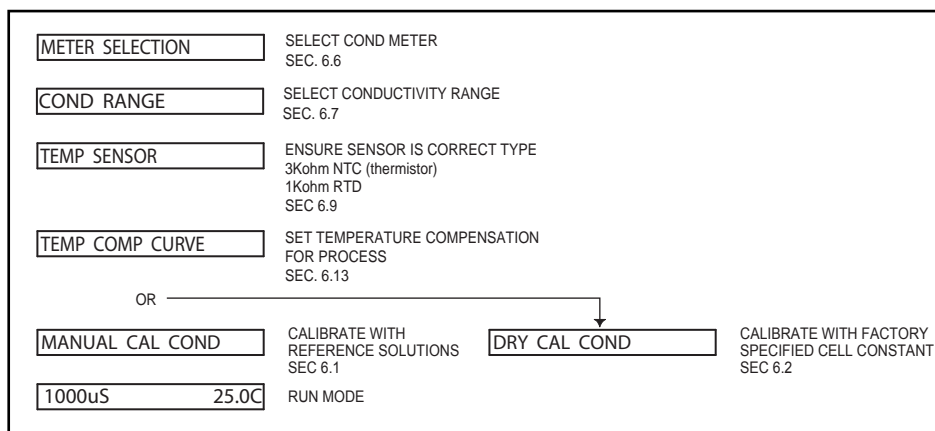 METER SELECTION
SELECT COND METER
SEC. 6.6
COND RANGE
SELECT CONDUCTIVITY RANGE
SEC. 6.7
TEMP SENSOR
ENSURE SENSOR IS CORRECT TYPE
3Kohm NTC (thermistor)
1Kohm RTD
SEC 6.9
TEMP COMP CURVE
SET TEMPERATURE COMPENSATION
FOR PROCESS
SEC. 6.13
OR
MANUAL CAL COND
CALIBRATE WITH
REFERENCE SOLUTIONS
SEC 6.1
DRY CAL COND
CALIBRATE WITH FACTORY
SPECIFIED CELL CONSTANT
SEC 6.2
1000uS 25.0C
RUN MODE